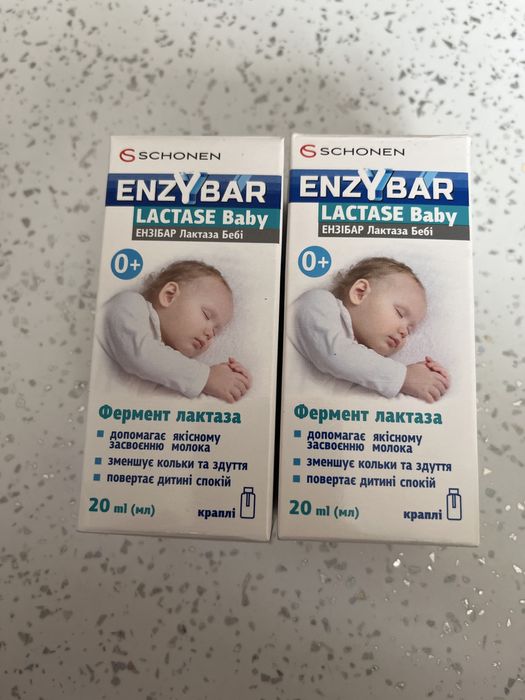 SCHONEN
ENZYBAR
LACTASE Baby
ЕНЗІБАР Лактаза Бебі
0+
Фермент лактаза
допомагає якісному
засвоєнню молока
зменшує кольки та здуття
повертає дитині спокій
20 ml (мл)
краплі
SCHONEN
ENZYBAR
LACTASE Baby
ЕНЗІБАР Лактаза Бебі
0+
Фермент лактаза
допомагає якісному
засвоєнню молока
зменшує кольки та здуття
повертає дитині спокій
20 ml (мл)
краплі